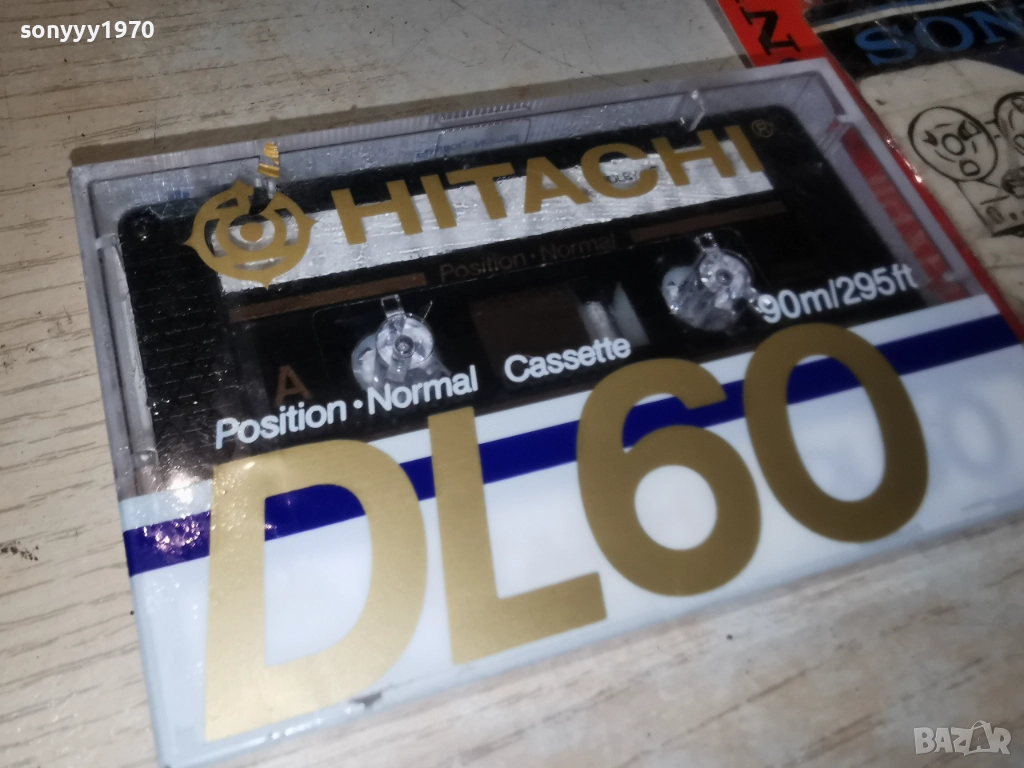 sonyyy1970
SON
HITACHI®
Position · Normal
A
90m/295ft
Position · Normal Cassette
DL60
BAZAR